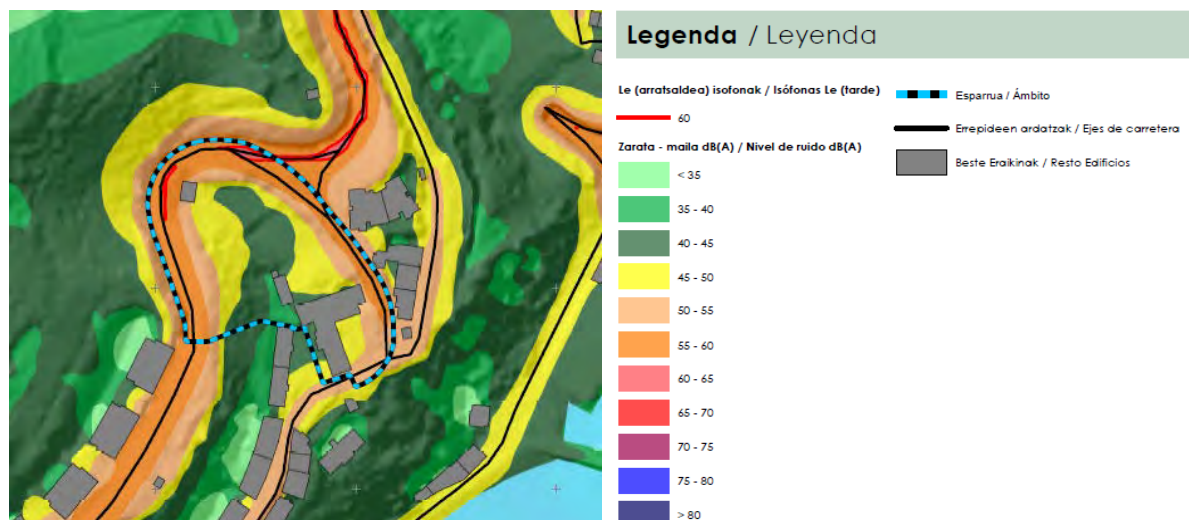 Legenda / Leyenda
Le (arratsaldea) isofonak / Isófonas Le (tarde)
60
Zarata - maila dB(A) / Nivel de ruido dB(A)
< 35
35 - 40
40 - 45
45 - 50
50 - 55
55 - 60
60 - 65
65 - 70
70 - 75
75 - 80
> 80
Esparrua / Ámbito
Errepideen ardatzak / Ejes de carretera
Beste Eraikinak / Resto Edificios